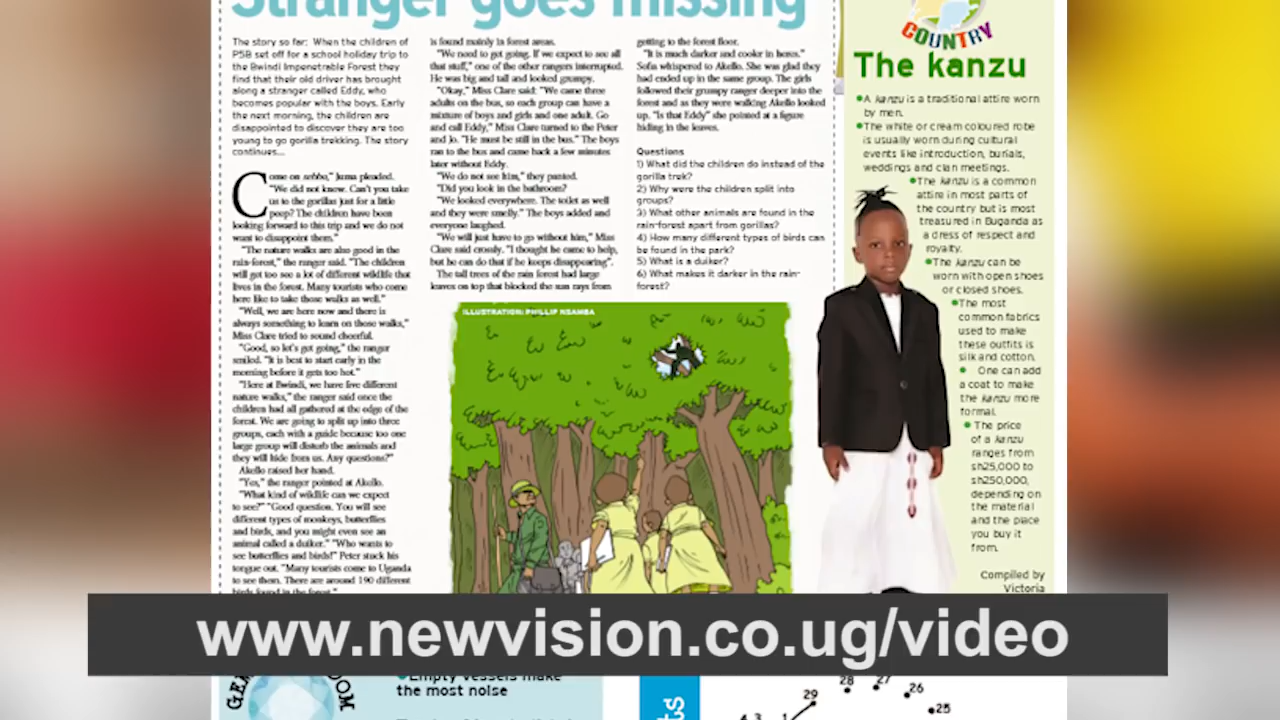 Stranger goes missing
The story so far: When the children of
P5B set off for a school holiday trip to
the Bwindi Impenetrable Forest they
find that their old driver has brought
along a stranger called Eddy, who
becomes popular with the boys. Early
the next morning, the children are
disappointed to discover they are too
young to go gorilla trekking. The story
continues...
Come on sebbo," Juma pleaded.
"We did not know. Can't you take
us to the gorillas just for a little
peep? The children have been
looking forward to this trip and we do not
want to disappoint them."
"The nature walks are also good in the
rain-forest," the ranger said. "The children
will get too see a lot of different wildlife that
lives in the forest. Many tourists who come
here like to take those walks as well."
"Well, we are here now and there is
always something to learn on those walks,"
Miss Clare tried to sound cheerful.
"Good, so let's get going," the ranger
smiled. "It is best to start early in the
morning before it gets too hot."
"Here at Bwindi, we have five different
nature walks," the ranger said once the
children had all gathered at the edge of the
forest. We are going to split up into three
groups, each with a guide because too one
large group will disturb the animals and
they will hide from us. Any questions?"
Akello raised her hand.
"Yes," the ranger pointed at Akello.
"What kind of wildlife can we expect
to see?" "Good question. You will see
different types of monkeys, butterflies
and birds, and you might even see an
animal called a duiker." "Who wants to
see butterflies and birds!" Peter stuck his
tongue out. "Many tourists come to Uganda
to see them. There are around 190 different
birds found in the forest."
is found mainly in forest areas.
"We need to get going. If we expect to see all
that stuff," one of the other rangers interrupted.
He was big and tall and looked grumpy.
"Okay," Miss Clare said: "We came three
adults on the bus, so each group can have a
mixture of boys and girls and one adult. Go
and call Eddy," Miss Clare turned to the Peter
and Jo. "He must be still in the bus." The boys
ran to the bus and came back a few minutes
later without Eddy.
"We do not see him," they panted.
"Did you look in the bathroom?"
"We looked everywhere. The toilet as well
and they were smelly." The boys added and
everyone laughed.
"We will just have to go without him," Miss
Clare said crossly. "I thought he came to help,
but he can do that if he keeps disappearing".
The tall trees of the rain forest had large
leaves on top that blocked the sun rays from
getting to the forest floor.
"It is much darker and cooler in heres."
Sofia whispered to Akello. She was glad they
had ended up in the same group. The girls
followed their grumpy ranger deeper into the
forest and as they were walking Akello looked
up. "Is that Eddy" she pointed at a figure
hiding in the leaves.
Questions
1) What did the children do instead of the
gorilla trek?
2) Why were the children split into
groups?
3) What other animals are found in the
rain-forest apart from gorillas?
4) How many different types of birds can
be found in the park?
5) What is a duiker?
6) What makes it darker in the rain-
forest?
ILLUSTRATION: PHILLIP NSAMBA
COUNTRY
The kanzu
•A kanzu is a traditional attire worn
by men.
•The white or cream coloured robe
is usually worn during cultural
events like introduction, burials,
weddings and clan meetings.
•The kanzu is a common
attire in most parts of
the country but is most
treasured in Buganda as
a dress of respect and
royalty.
•The kanzu can be
worn with open shoes
or closed shoes.
•The most
common fabrics
used to make
these outfits is
silk and cotton.
• One can add
a coat to make
the kanzu more
formal.
• The price
of a kanzu
ranges from
sh25,000 to
sh250,000,
depending on
the material
and the place
you buy it
from.
Compiled by
Victoria
www.newvision.co.ug/video
•Empty vessels make
the most noise
29
28
27
26
25
4 3 1